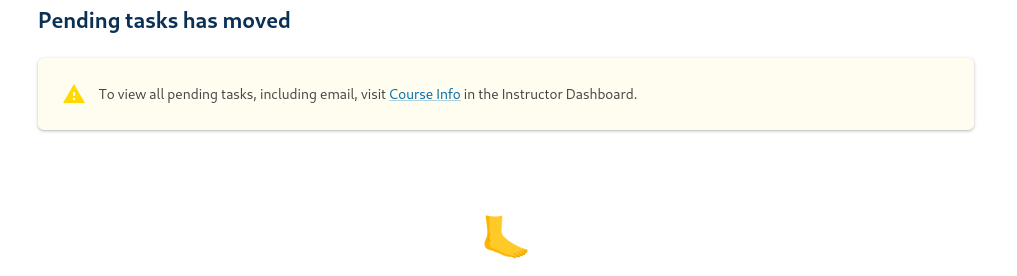 Pending tasks has moved
To view all pending tasks, including email, visit Course Info in the Instructor Dashboard.